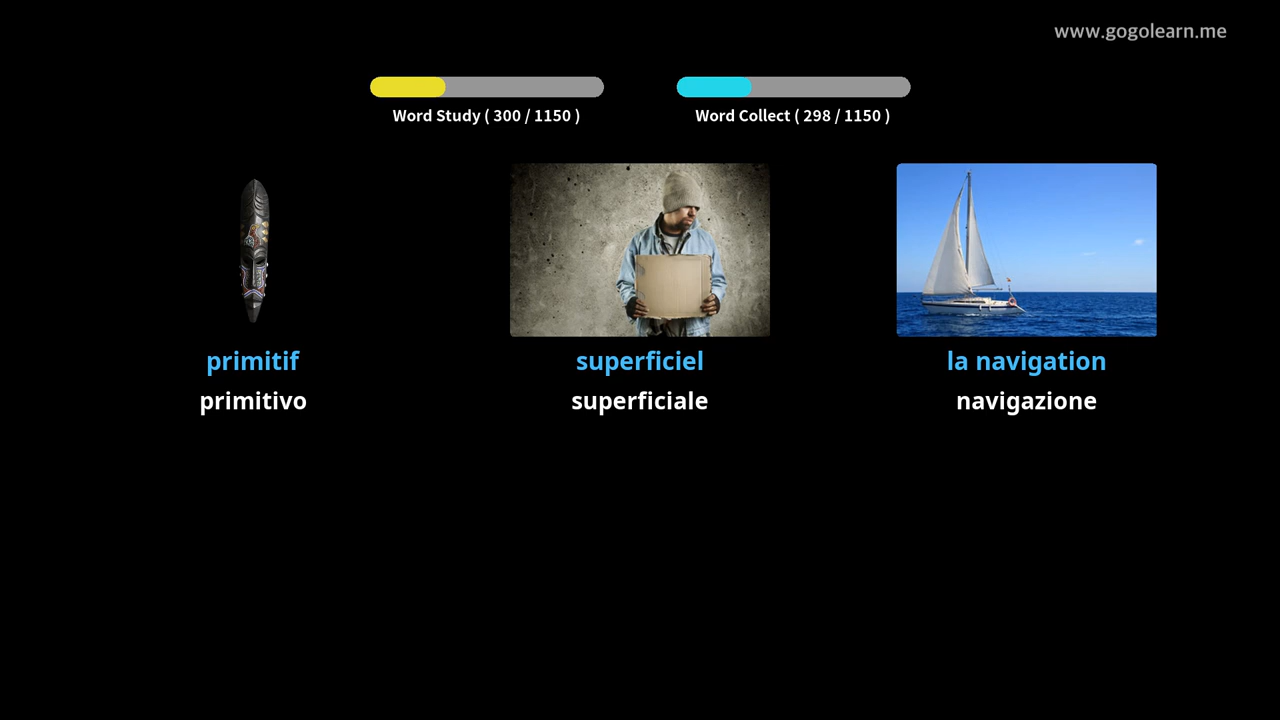 www.gogolearn.me
Word Study ( 300 / 1150 )
Word Collect ( 298 / 1150 )
primitif
superficiel
la navigation
primitivo
superficiale
navigazione